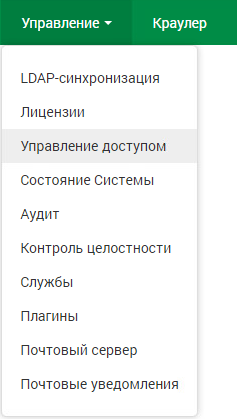 Управление Краулер
LDAP-синхронизация
Лицензии
Управление доступом
Состояние Системы
Аудит
Контроль целостности
Службы
Плагины
Почтовый сервер
Почтовые уведомления